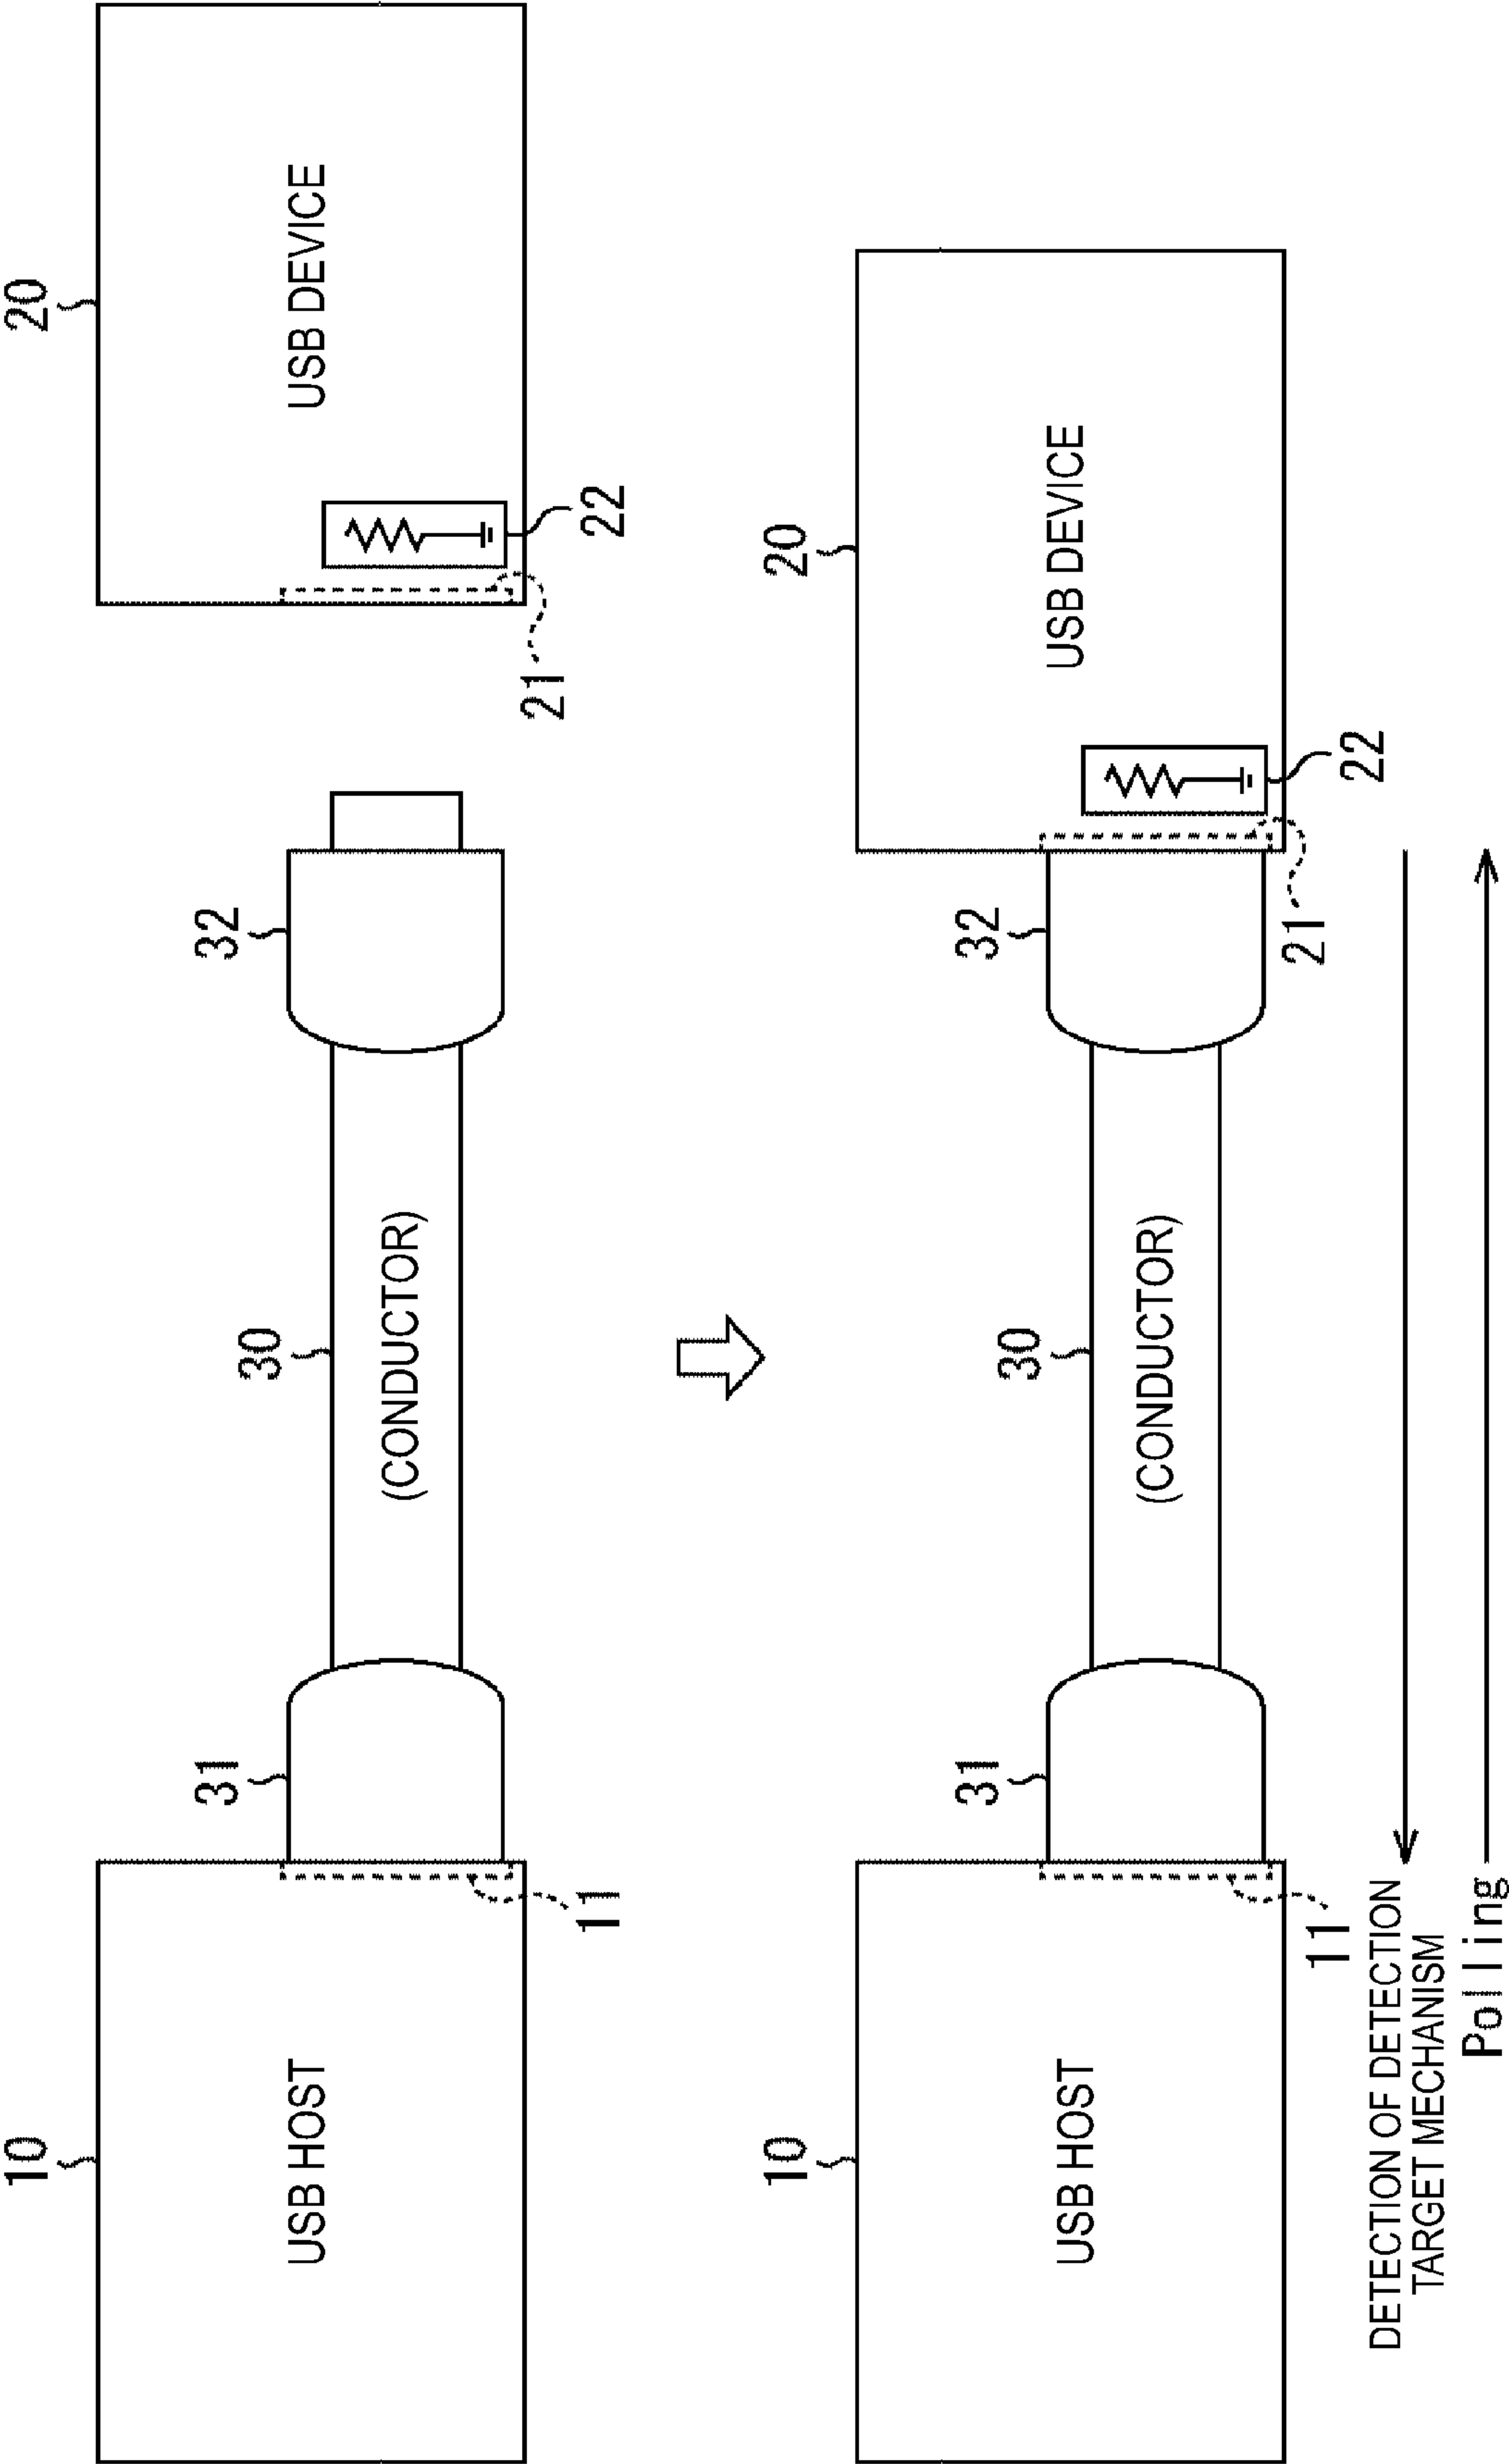 10
31
30
32
20
USB HOST
(CONDUCTOR)
USB DEVICE
11
21
22
10
31
30
32
20
USB HOST
(CONDUCTOR)
USB DEVICE
11
21
22
DETECTION OF DETECTION
TARGET MECHANISM
Polling